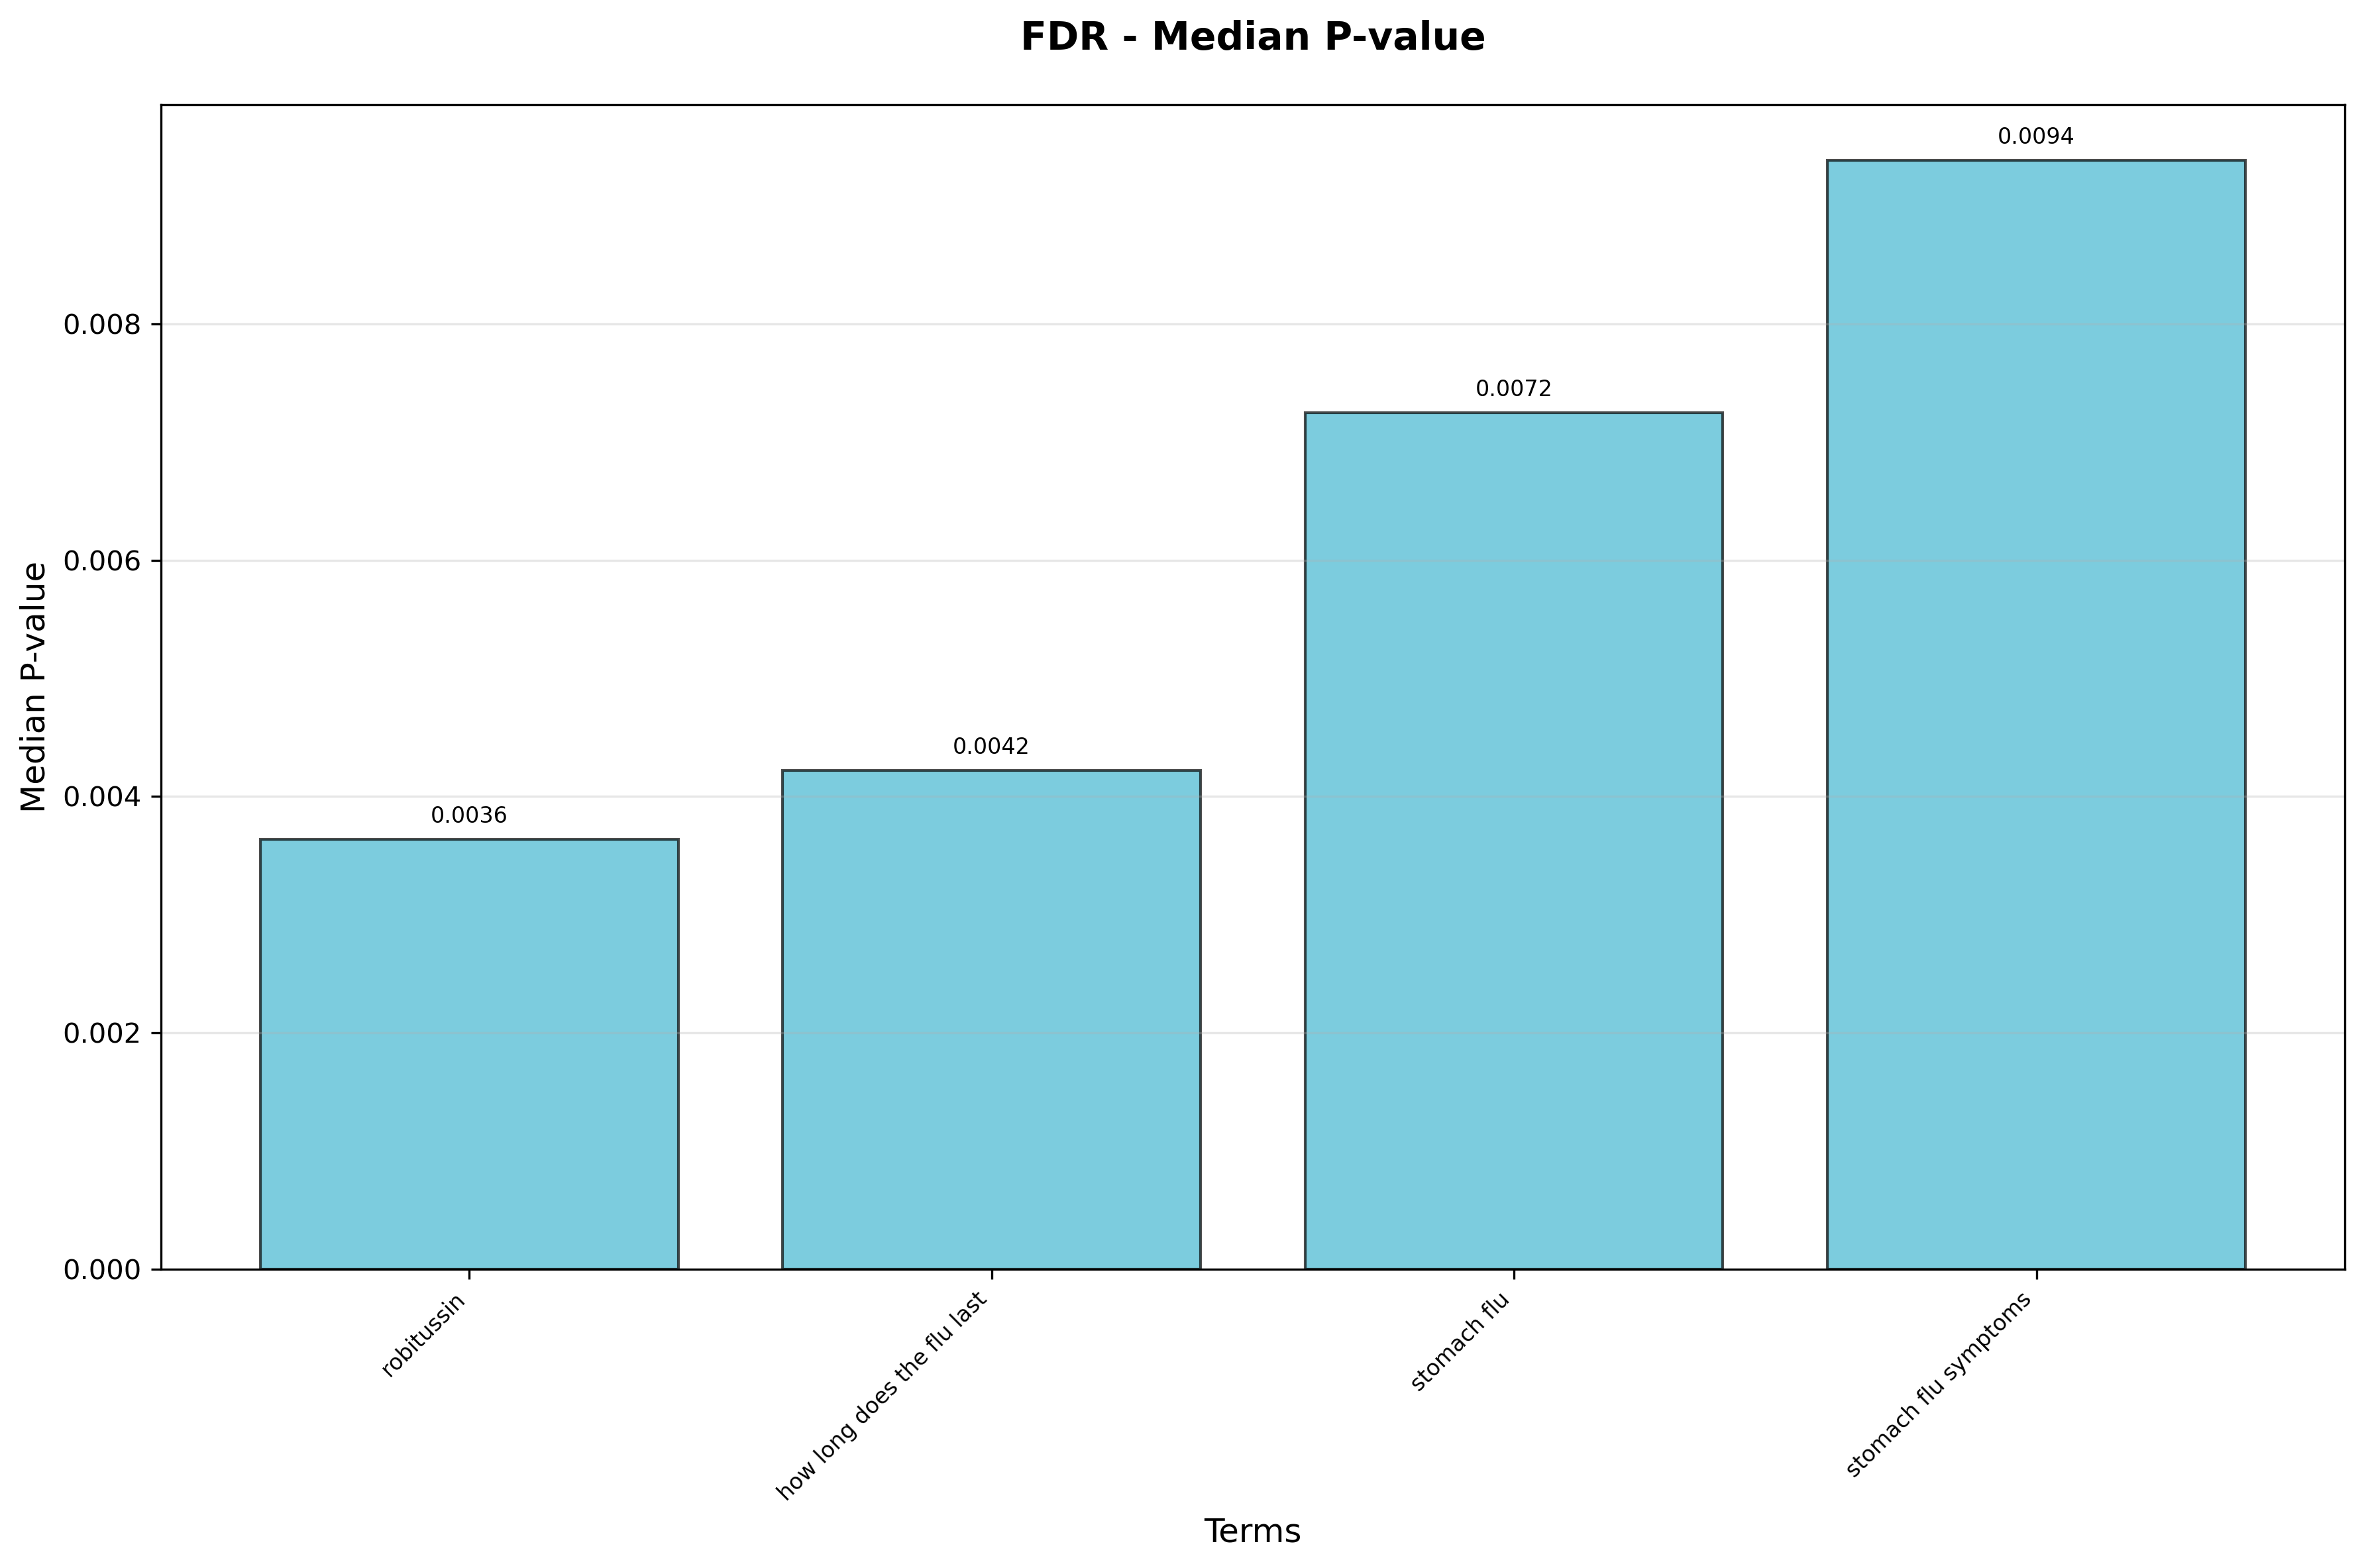 FDR - Median P-value
Median P-value
0.008
0.006
0.004
0.002
0.000
0.0036
0.0042
0.0072
0.0094
robitussin
how long does the flu last
stomach flu
stomach flu symptoms
Terms